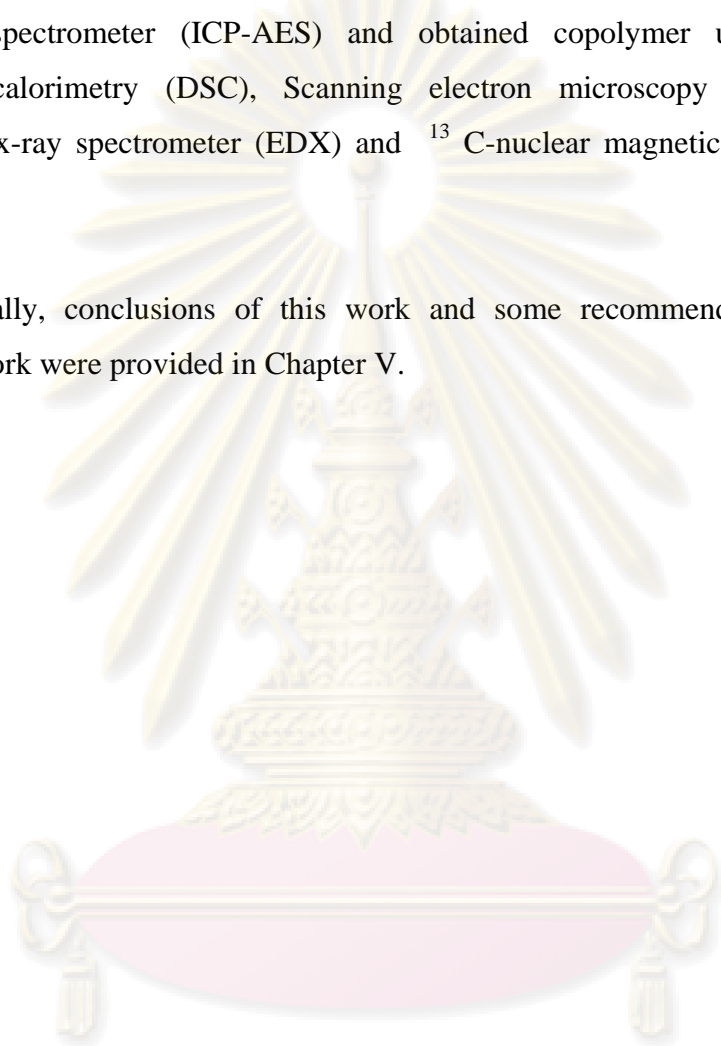 spectrometer (ICP-AES) and obtained copolymer u
calorimetry (DSC), Scanning electron microscopy
x-ray spectrometer (EDX) and ¹³ C-nuclear magnetic
ally, conclusions of this work and some recommend
ork were provided in Chapter V.